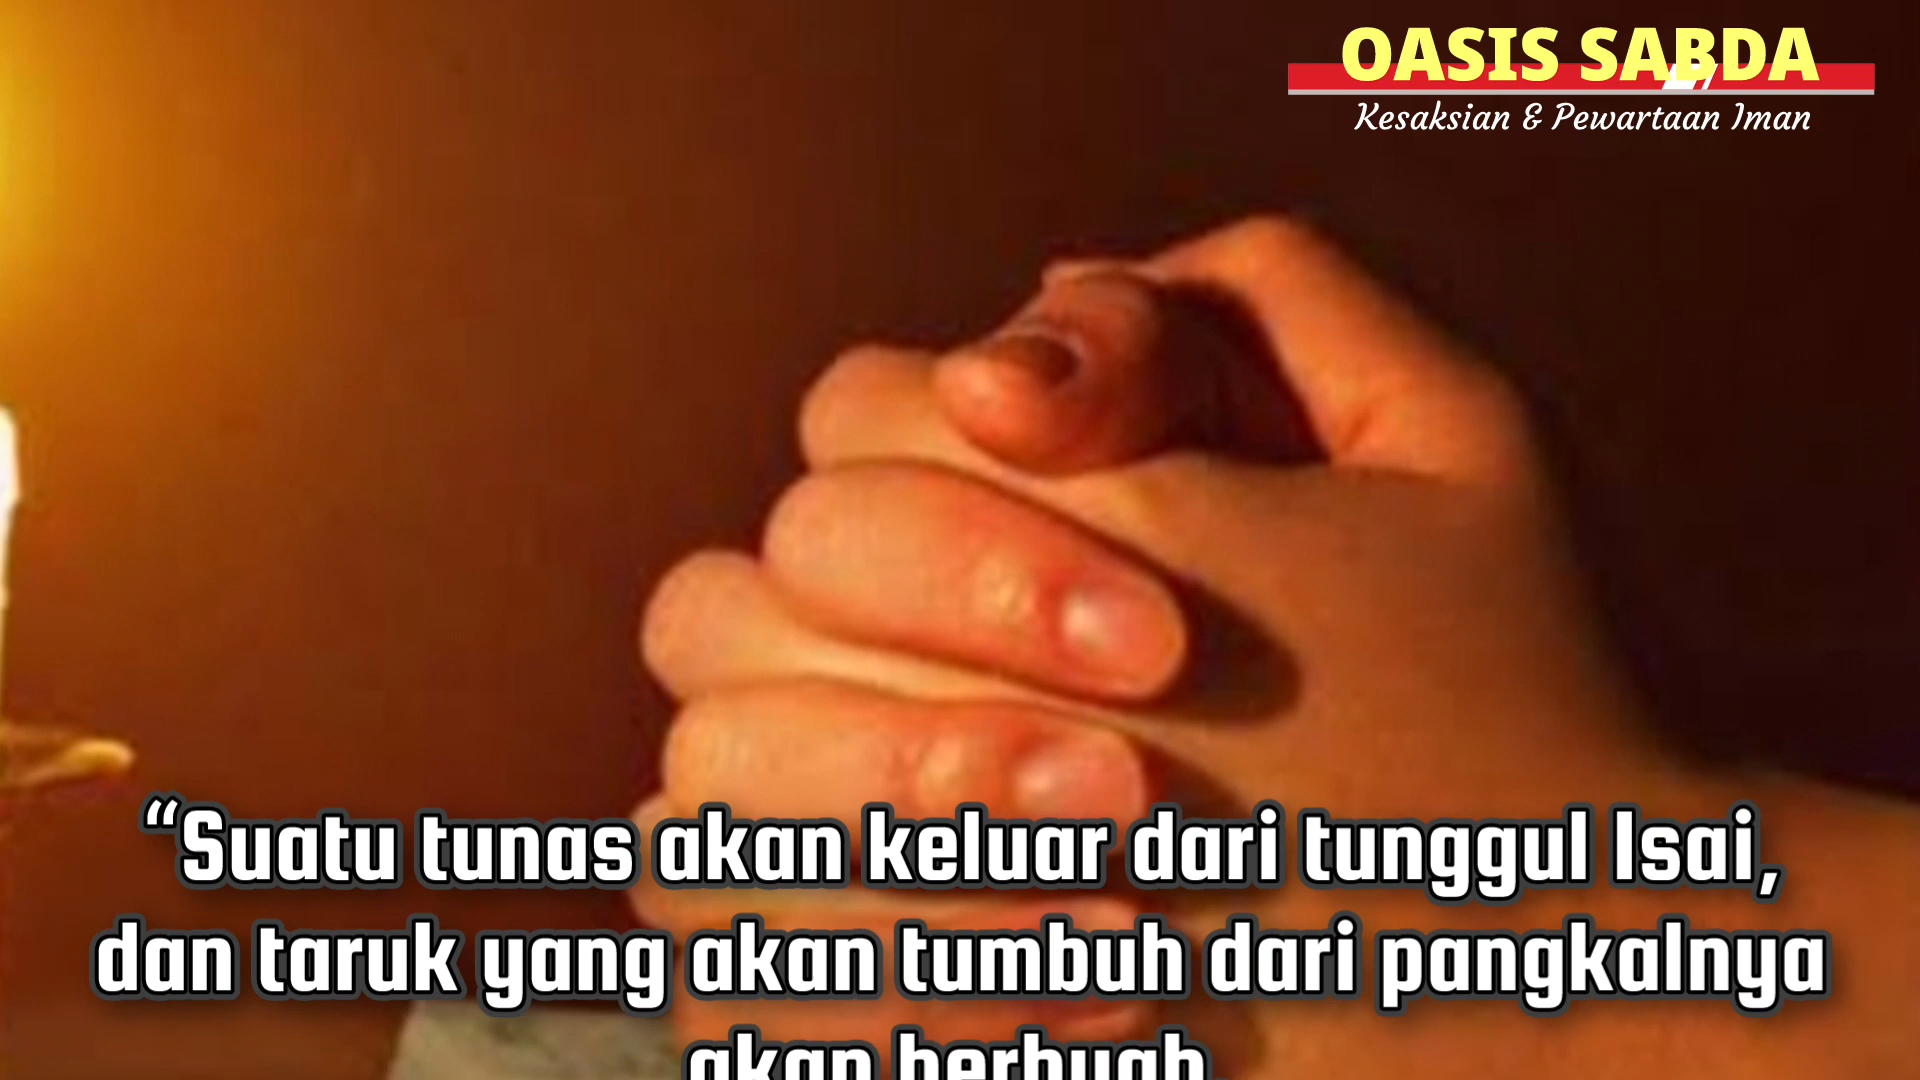 OASIS SABDA
Kesaksian & Pewartaan Iman
“Suatu tunas akan keluar dari tunggul Isai,
dan taruk yang akan tumbuh dari pangkalnya
akan berbuah